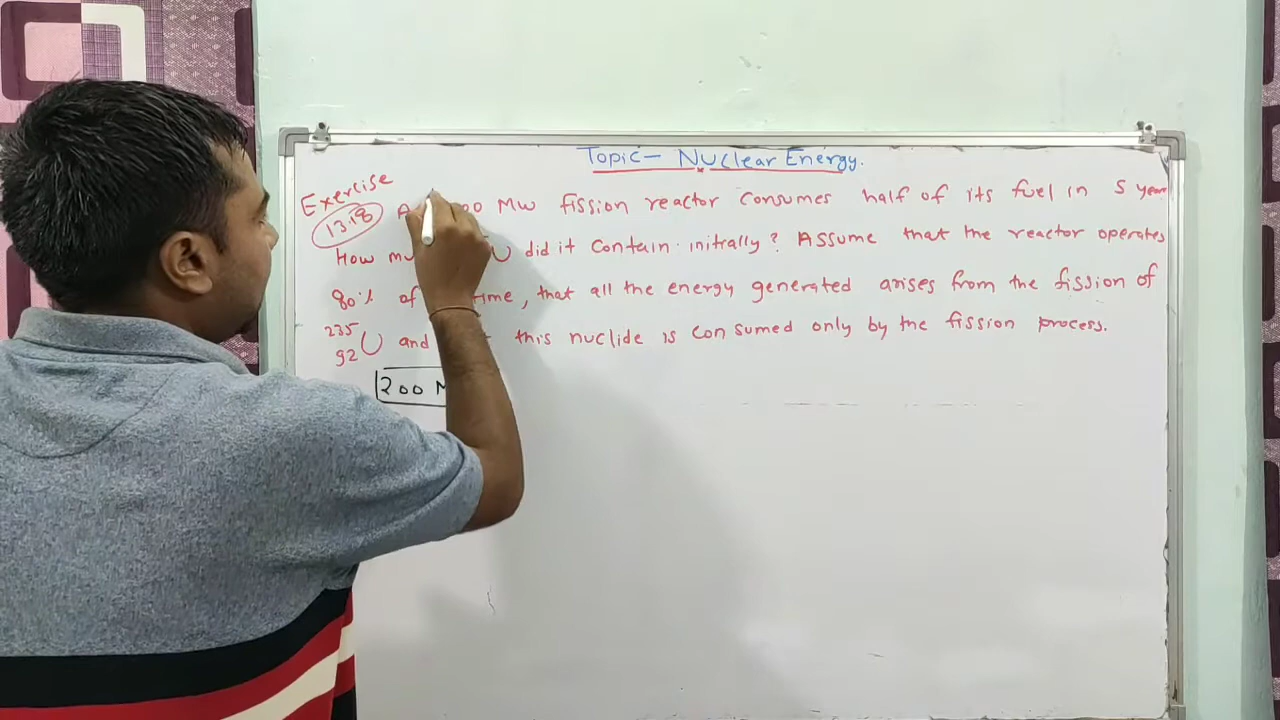 Topic- Nuclear Energy.
Exercise
13.18
A 00 MW fission reactor consumes half of its fuel in 5 year
How mu U did it contain initially? Assume that the reactor operates
80% of ime, that all the energy generated arises from the fission of
235 92 U and this nuclide is consumed only by the fission process.
200 M